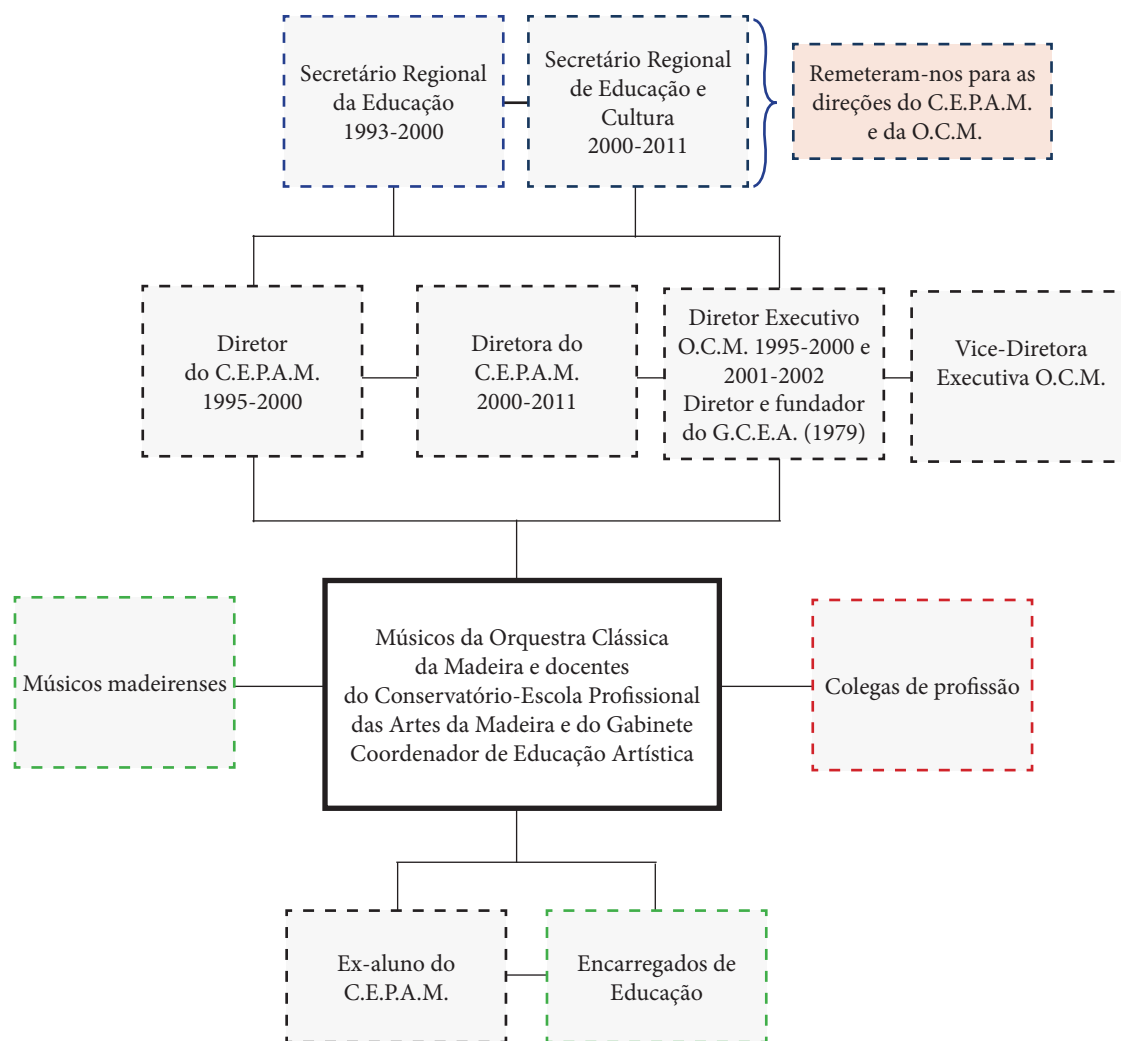 Secretário Regional
da Educação
1993-2000
Secretário Regional
de Educação e
Cultura
2000-2011
Remeteram-nos para as
direções do C.E.P.A.M.
e da O.C.M.
Diretor
do C.E.P.A.M.
1995-2000
Diretora do
C.E.P.A.M.
2000-2011
Diretor Executivo
O.C.M. 1995-2000 e
2001-2002
Diretor e fundador
do G.C.E.A. (1979)
Vice-Diretora
Executiva O.C.M.
Músicos madeirenses
Músicos da Orquestra Clássica
da Madeira e docentes
do Conservatório-Escola Profissional
das Artes da Madeira e do Gabinete
Coordenador de Educação Artística
Colegas de profissão
Ex-aluno do
C.E.P.A.M.
Encarregados de
Educação